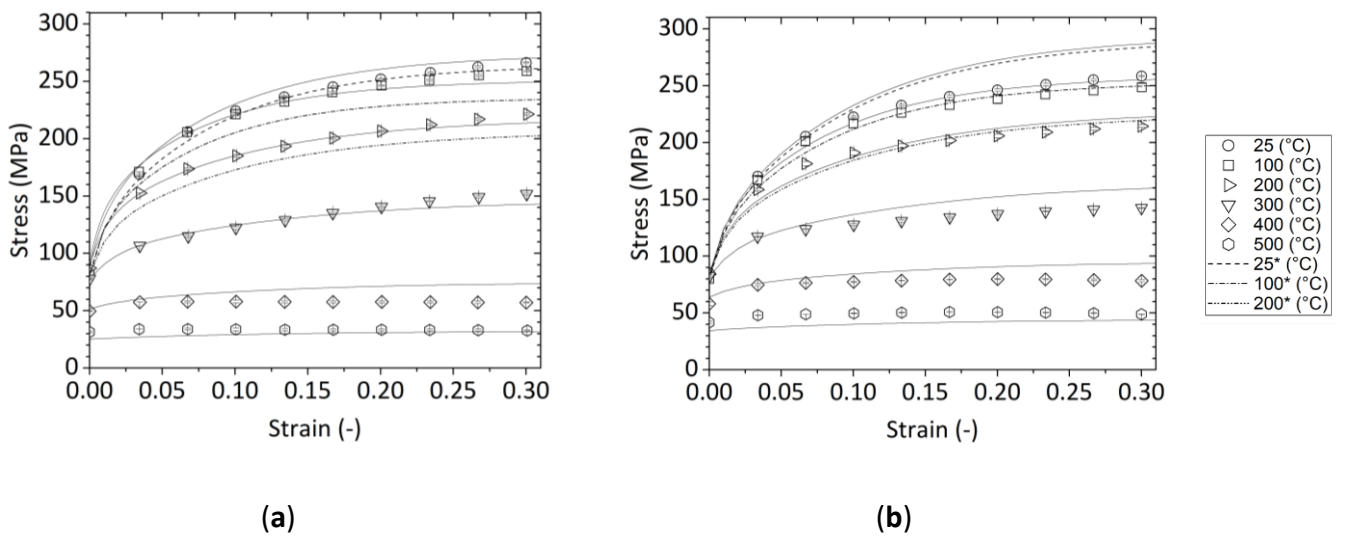 300
250
200
150
100
50
0
Stress (MPa)
0.00 0.05 0.10 0.15 0.20 0.25 0.30
Strain (-)
(a)
300
250
200
150
100
50
0
Stress (MPa)
0.00 0.05 0.10 0.15 0.20 0.25 0.30
Strain (-)
(b)
25 (°C)
100 (°C)
200 (°C)
300 (°C)
400 (°C)
500 (°C)
25* (°C)
100* (°C)
200* (°C)